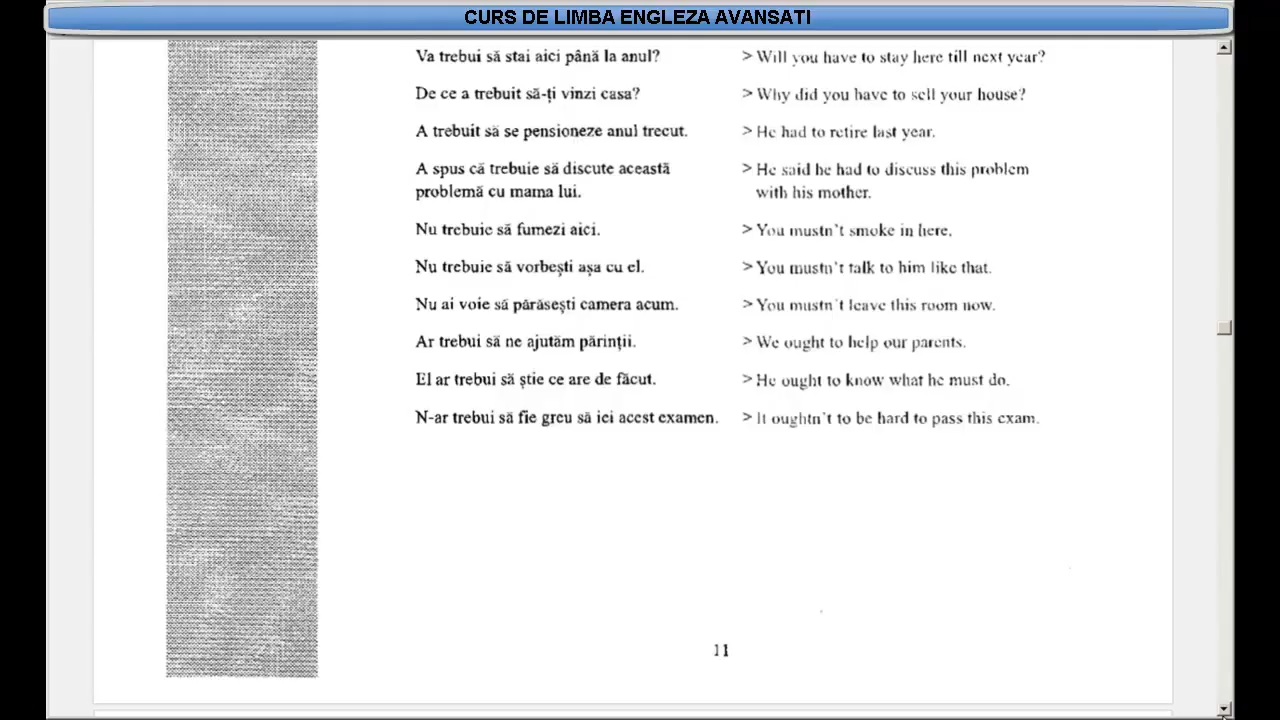 CURS DE LIMBA ENGLEZA AVANSATI
Va trebui să stai aici până la anul? > Will you have to stay here till next year?
De ce a trebuit să-ți vinzi casa? > Why did you have to sell your house?
A trebuit să se pensioneze anul trecut. > He had to retire last year.
A spus că trebuie să discute această > He said he had to discuss this problem
problemă cu mama lui. with his mother.
Nu trebuie să fumezi aici. > You mustn't smoke in here.
Nu trebuie să vorbești așa cu el. > You mustn't talk to him like that.
Nu ai voie să părăsești camera acum. > You mustn't leave this room now.
Ar trebui să ne ajutăm părinții. > We ought to help our parents.
El ar trebui să știe ce are de făcut. > He ought to know what he must do.
N-ar trebui să fie greu să iei acest examen. > It oughtn't to be hard to pass this exam.
11